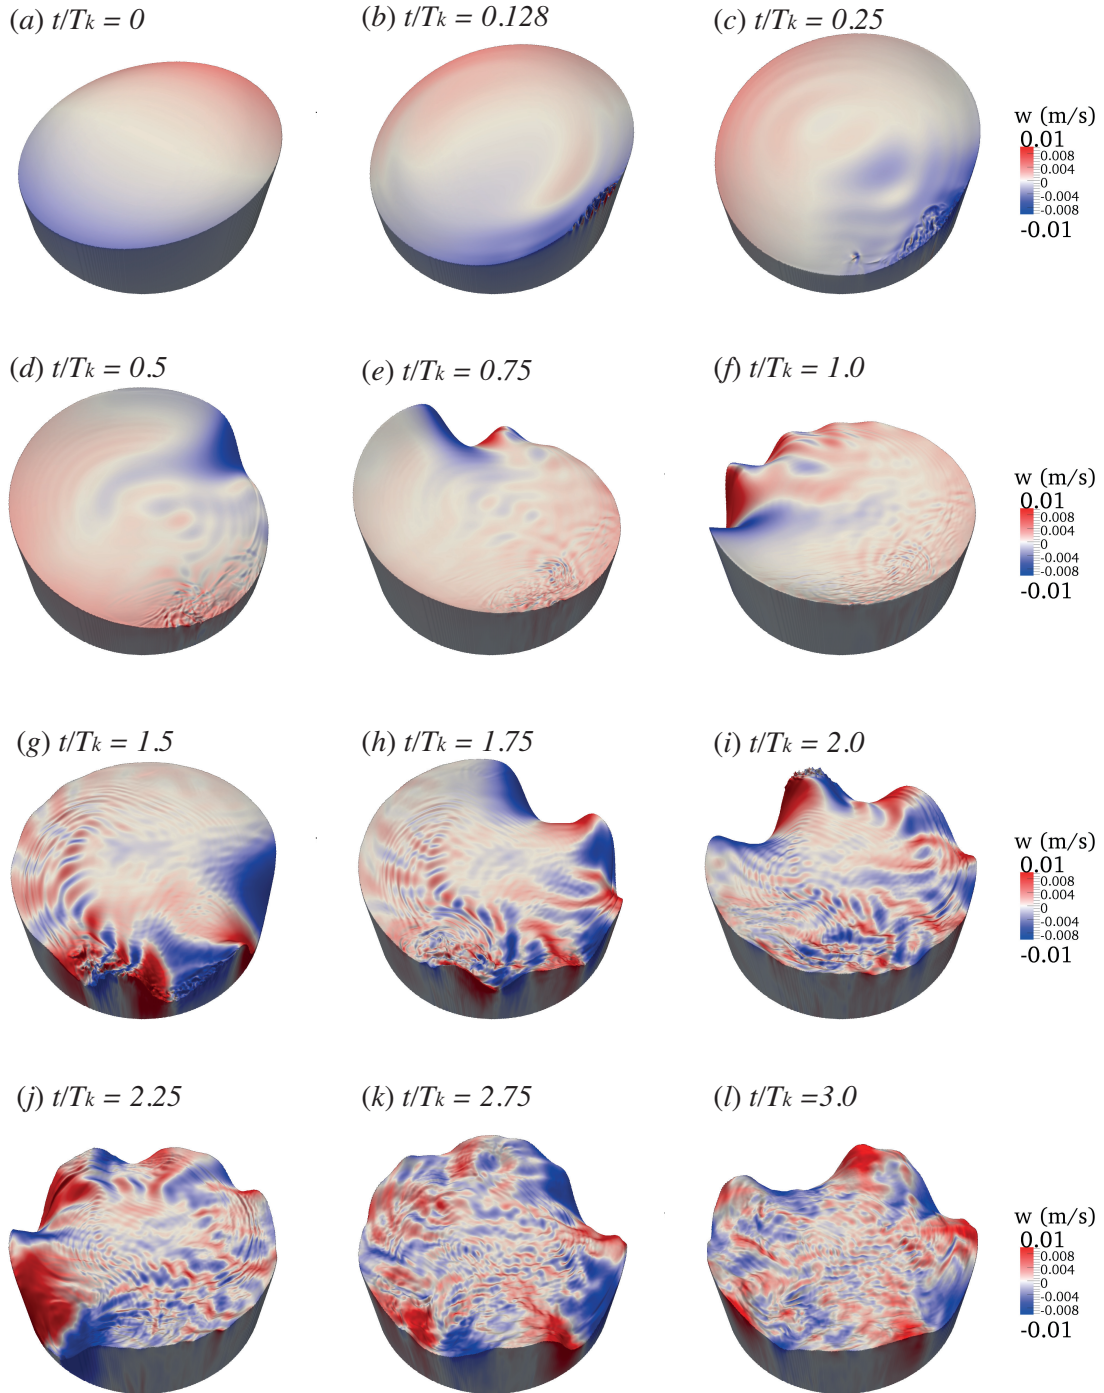 (a) t/Tk = 0
(b) t/Tk = 0.128
(c) t/Tk = 0.25
w (m/s)
0.01
0.008
0.004
0
-0.004
-0.008
-0.01
(d) t/Tk = 0.5
(e) t/Tk = 0.75
(f) t/Tk = 1.0
w (m/s)
0.01
0.008
0.004
0
-0.004
-0.008
-0.01
(g) t/Tk = 1.5
(h) t/Tk = 1.75
(i) t/Tk = 2.0
w (m/s)
0.01
0.008
0.004
0
-0.004
-0.008
-0.01
(j) t/Tk = 2.25
(k) t/Tk = 2.75
(l) t/Tk =3.0
w (m/s)
0.01
0.008
0.004
0
-0.004
-0.008
-0.01